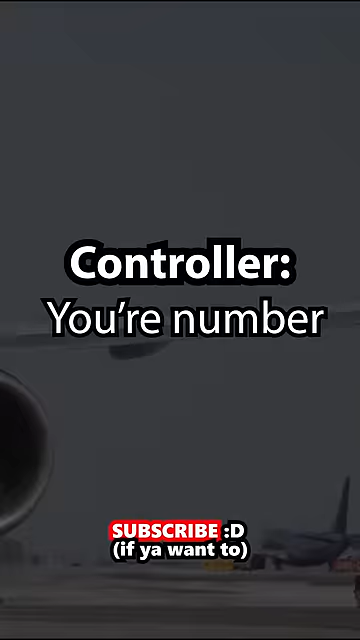 Controller:
You’re number
SUBSCRIBE :D
(if ya want to)